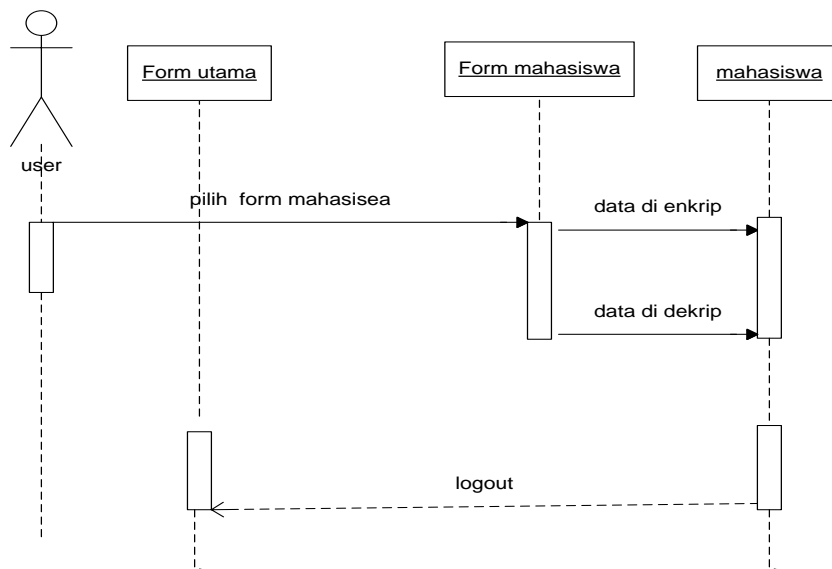 Form utama
Form mahasiswa
mahasiswa
user
pilih form mahasisea
data di enkrip
data di dekrip
logout